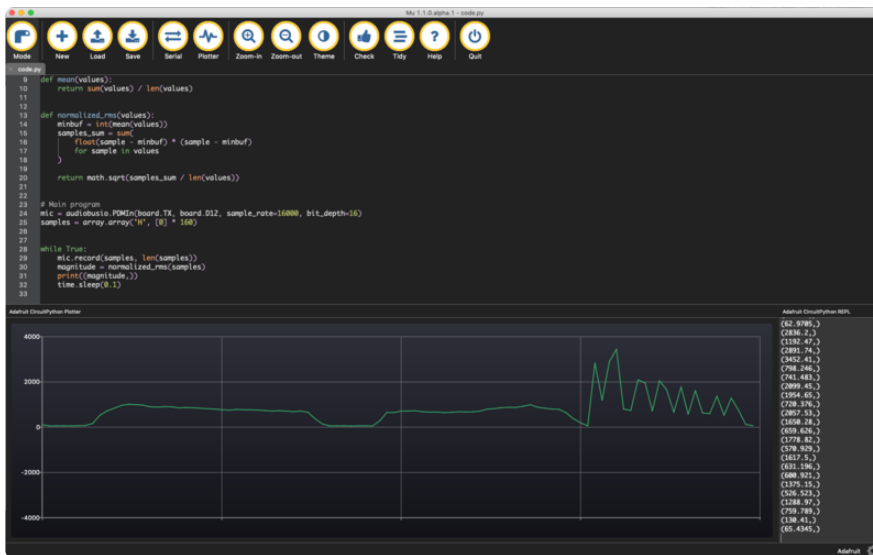 Mu 1.1.0.alpha.1 - code.py
Mode New Load Save Serial Plotter Zoom-in Zoom-out Theme Check Tidy Help Quit
code.py
9 def mean(values):
10 return sum(values) / len(values)
11
12
13 def normalized_rms(values):
14 minbuf = int(mean(values))
15 samples_sum = sum(
16 float(sample - minbuf) * (sample - minbuf)
17 for sample in values
18 )
19
20 return math.sqrt(samples_sum / len(values))
21
22
23 # Main program
24 mic = audiobusio.PDMIn(board.TX, board.D12, sample_rate=16000, bit_depth=16)
25 samples = array.array('H', [0] * 160)
26
27
28 while True:
29 mic.record(samples, len(samples))
30 magnitude = normalized_rms(samples)
31 print((magnitude,))
32 time.sleep(0.1)
33
Adafruit CircuitPython Plotter
4000
2000
0
-2000
-4000
Adafruit CircuitPython REPL
(62.9705,)
(2836.2,)
(1192.47,)
(2891.74,)
(3452.41,)
(798.246,)
(741.483,)
(2099.45,)
(1954.65,)
(720.376,)
(2057.53,)
(1650.28,)
(659.626,)
(1778.82,)
(570.929,)
(1617.5,)
(631.196,)
(600.921,)
(1375.15,)
(526.523,)
(1288.97,)
(759.789,)
(130.41,)
(65.4345,)
Adafruit